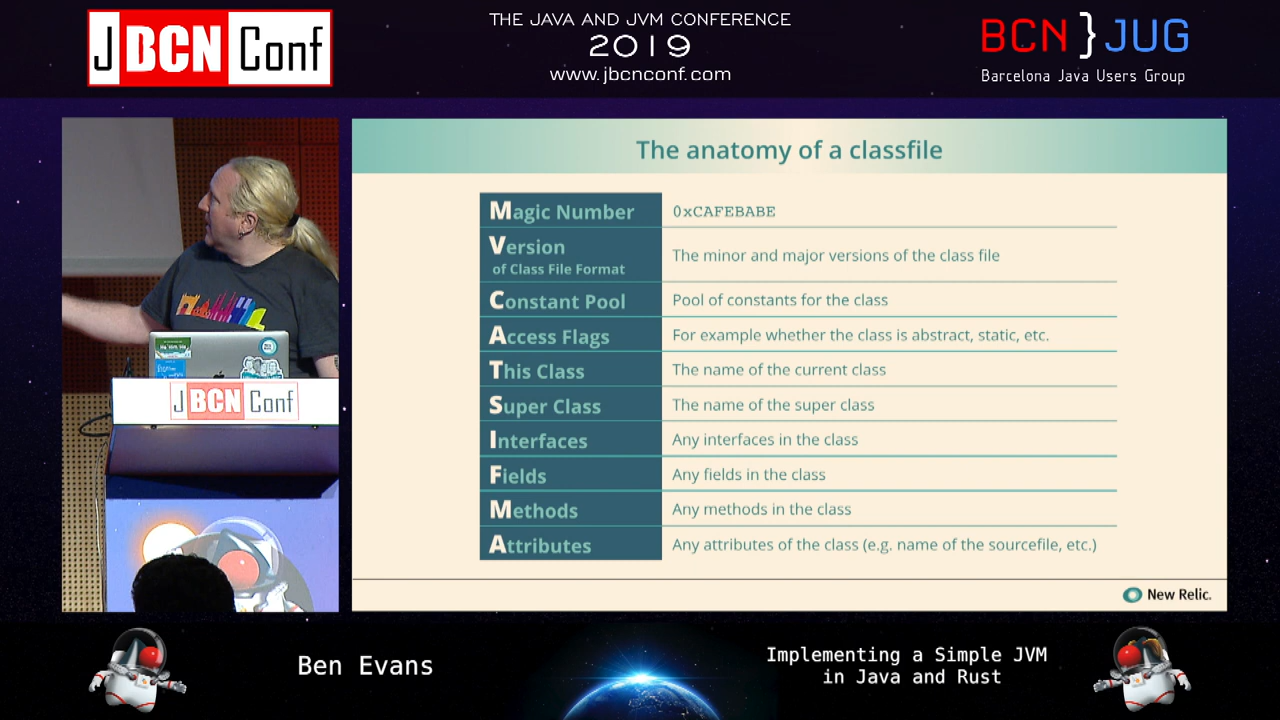 J BCN Conf
THE JAVA AND JVM CONFERENCE
2019
www.jbcnconf.com
BCN}JUG
Barcelona Java Users Group
The anatomy of a classfile
Magic Number 0xCAFEBABE
Version
of Class File Format
The minor and major versions of the class file
Constant Pool Pool of constants for the class
Access Flags For example whether the class is abstract, static, etc.
This Class The name of the current class
Super Class The name of the super class
Interfaces Any interfaces in the class
Fields Any fields in the class
Methods Any methods in the class
Attributes Any attributes of the class (e.g. name of the sourcefile, etc.)
New Relic.
J BCN Conf
Ben Evans
Implementing a Simple JVM
in Java and Rust